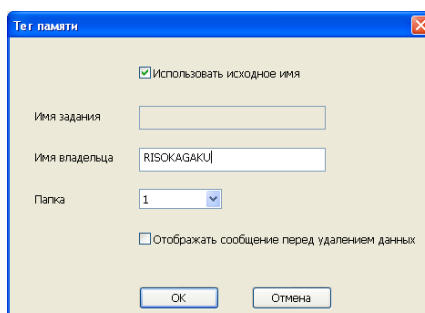 Тег памяти
Использовать исходное имя
Имя задания
Имя владельца RISOKAGAKU
Папка 1
Отображать сообщение перед удалением данных
OK Отмена